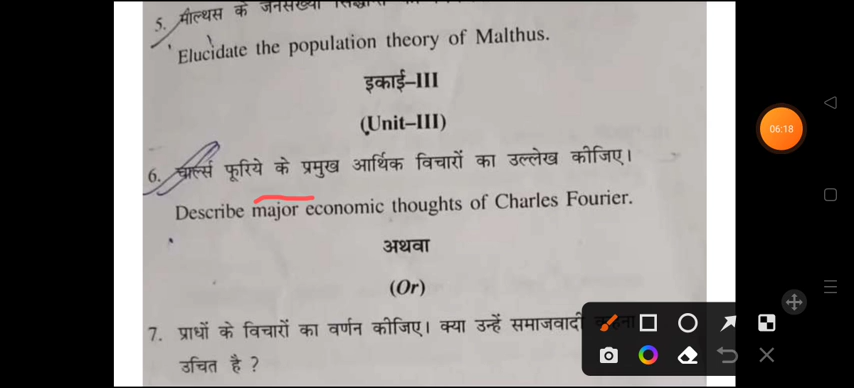 5. माल्थस के जनसंख्या
Elucidate the population theory of Malthus.
इकाई–III
(Unit–III)
6. चार्ल्स फूरिये के प्रमुख आर्थिक विचारों का उल्लेख कीजिए।
Describe major economic thoughts of Charles Fourier.
अथवा
(Or)
7. प्राधों के विचारों का वर्णन कीजिए। क्या उन्हें समाजवादी
उचित है ?
06:18